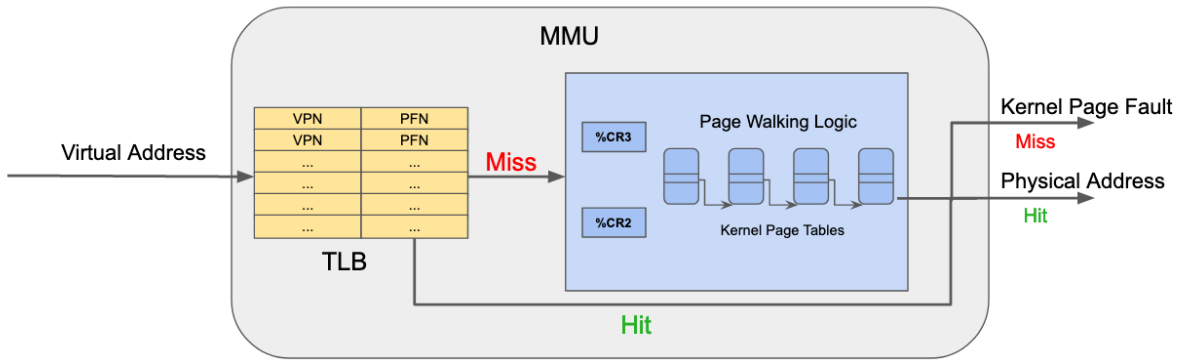 MMU
Virtual Address
VPN PFN
VPN PFN
... ...
... ...
... ...
... ...
TLB
Miss
Hit
%CR3
%CR2
Page Walking Logic
Kernel Page Tables
Kernel Page Fault
Miss
Physical Address
Hit